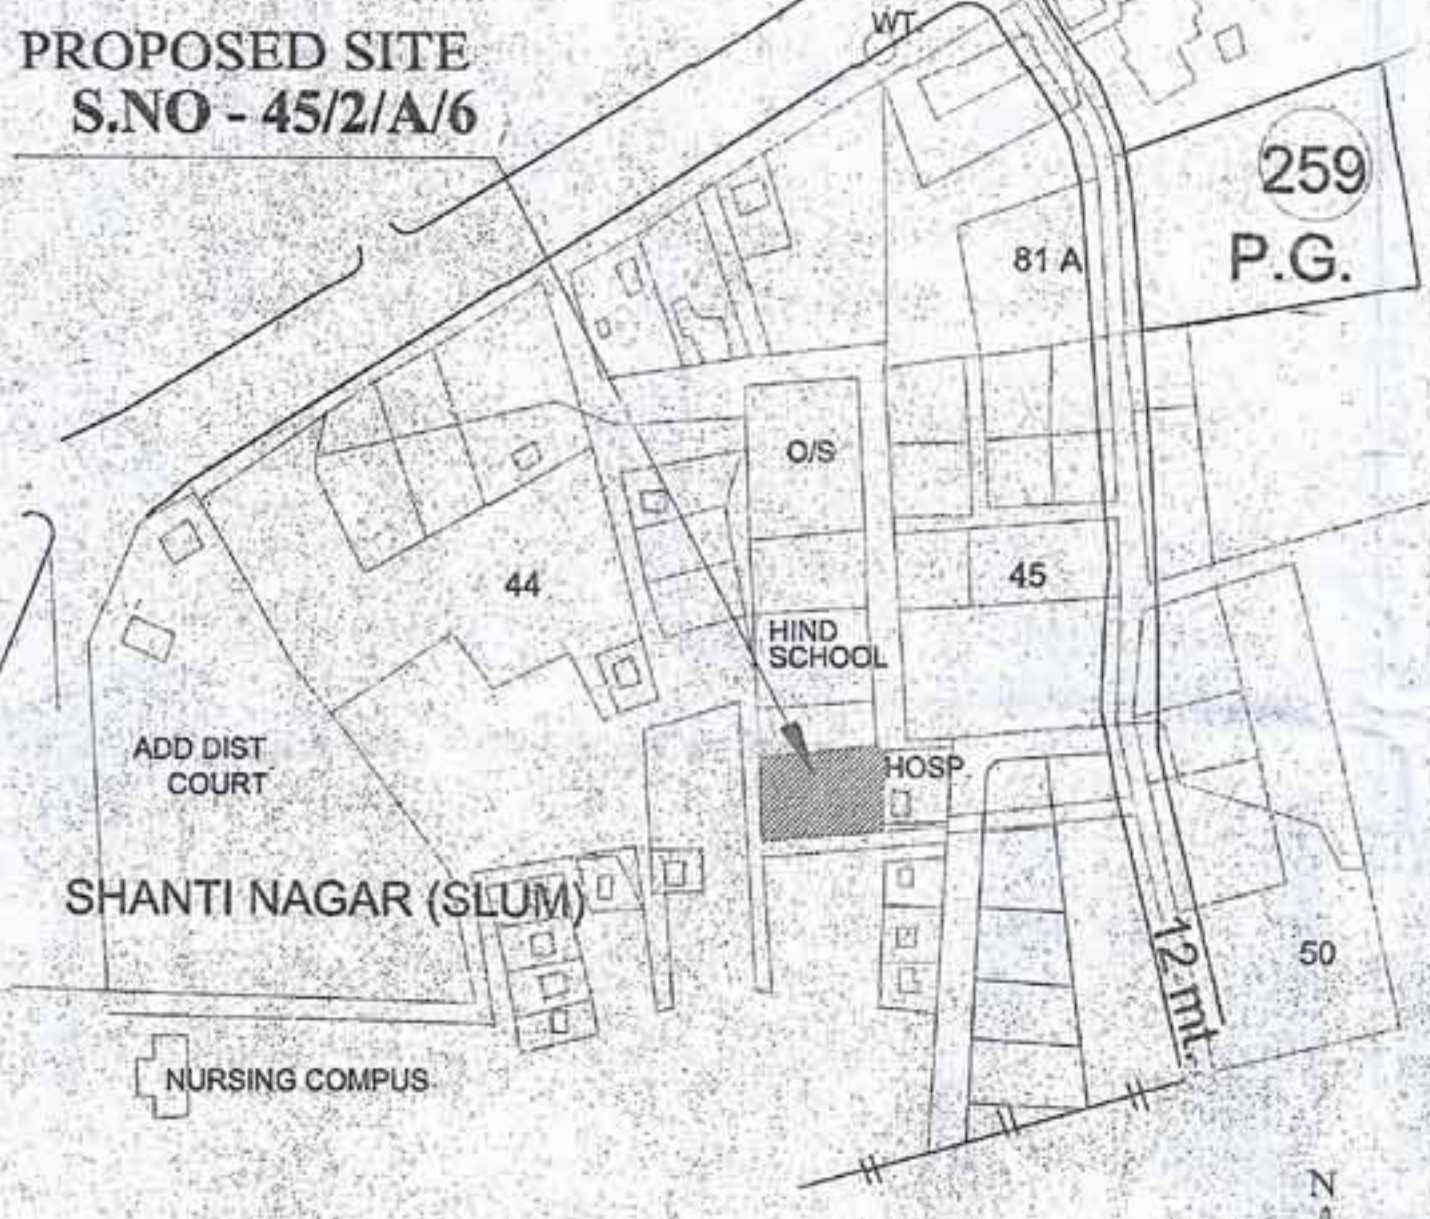 PROPOSED SITE
S.NO - 45/2/A/6
WT.
259
P.G.
81 A
O/S
44
45
HIND
SCHOOL
ADD DIST
COURT
HOSP.
SHANTI NAGAR (SLUM)
12 mt.
50
NURSING COMPUS
N